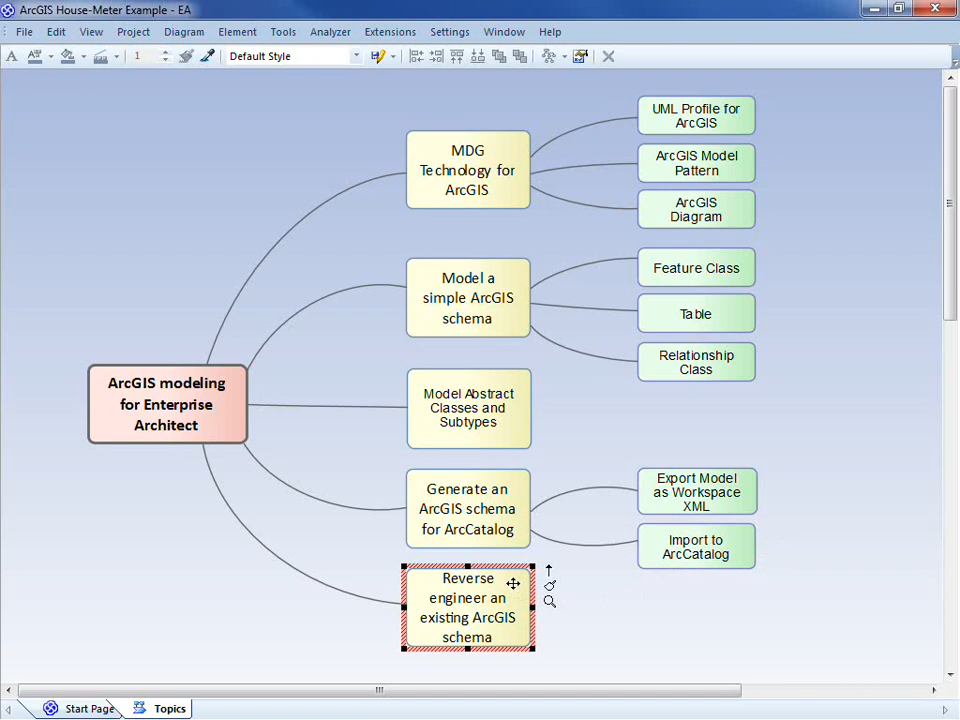 ArcGIS House-Meter Example - EA
File Edit View Project Diagram Element Tools Analyzer Extensions Settings Window Help
A 1 Default Style
UML Profile for
ArcGIS
MDG
Technology for
ArcGIS
ArcGIS Model
Pattern
ArcGIS
Diagram
Model a
simple ArcGIS
schema
Feature Class
Table
Relationship
Class
ArcGIS modeling
for Enterprise
Architect
Model Abstract
Classes and
Subtypes
Generate an
ArcGIS schema
for ArcCatalog
Export Model
as Workspace
XML
Import to
ArcCatalog
Reverse
engineer an
existing ArcGIS
schema
Start Page Topics